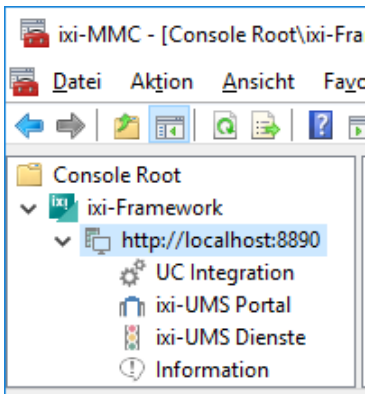 ixi-MMC - [Console Root\ixi-Fra
Datei Aktion Ansicht Favo
Console Root
ixi-Framework
http://localhost:8890
UC Integration
ixi-UMS Portal
ixi-UMS Dienste
Information